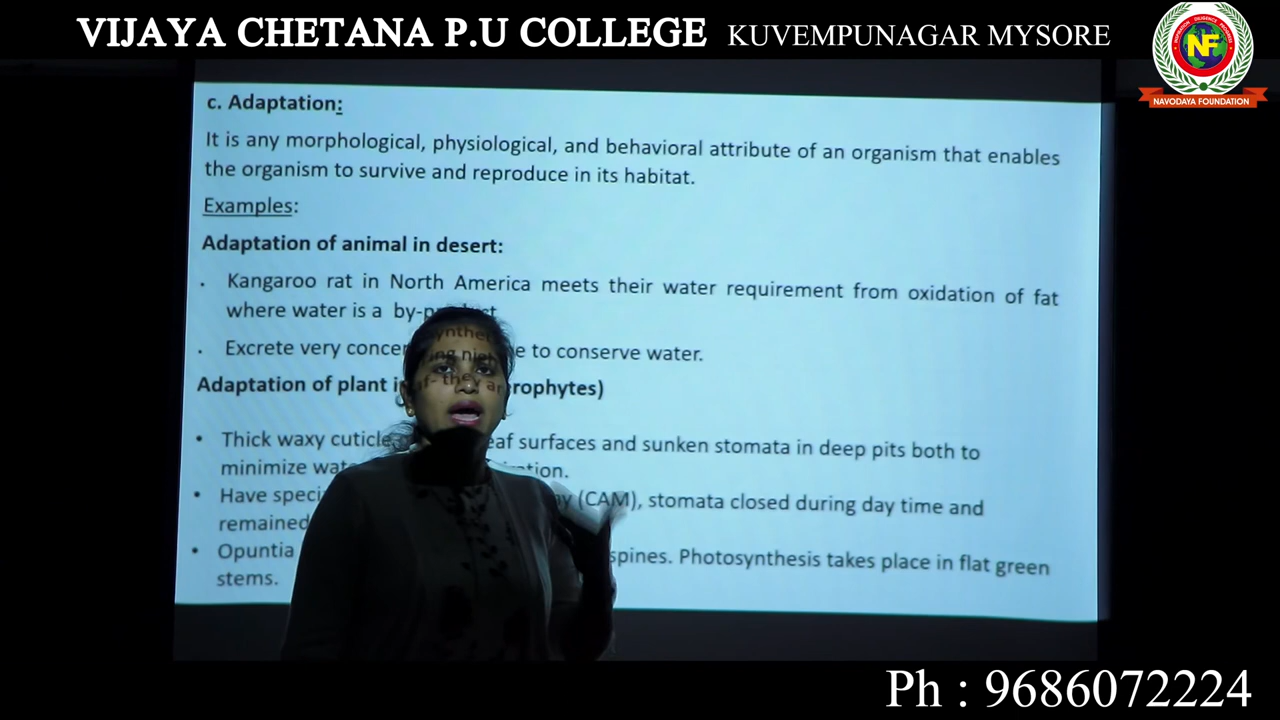 VIJAYA CHETANA P.U COLLEGE KUVEMPUNAGAR MYSORE
NF
NAVODAYA FOUNDATION
c. Adaptation:
It is any morphological, physiological, and behavioral attribute of an organism that enables
the organism to survive and reproduce in its habitat.
Examples:
Adaptation of animal in desert:
. Kangaroo rat in North America meets their water requirement from oxidation of fat
where water is a by-product
. Excrete very to conserve water.
Adaptation of plant
• Thick waxy cuticle surfaces and sunken stomata in deep pits both to
minimize
• Have (CAM), stomata closed during day time and
remained
• Opuntia spines. Photosynthesis takes place in flat green
stems.
Ph : 9686072224